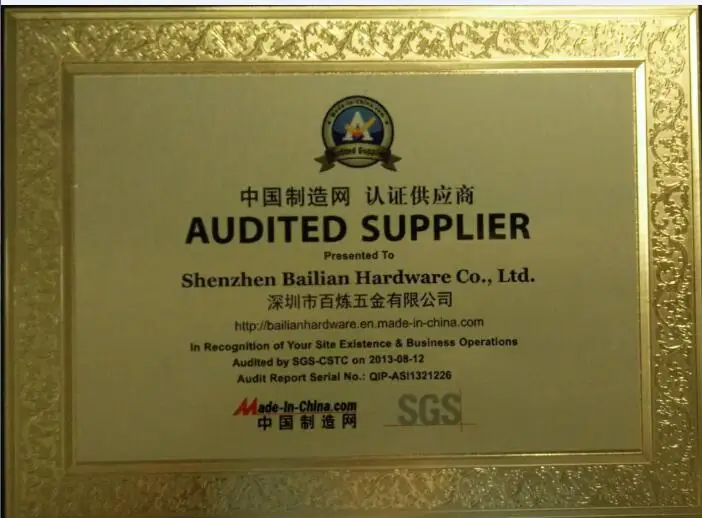 Made-in-China.com
Audited Supplier
中国制造网 认证供应商
AUDITED SUPPLIER
Presented To
Shenzhen Bailian Hardware Co., Ltd.
深圳市百炼五金有限公司
http://bailianhardware.en.made-in-china.com
In Recognition of Your Site Existence & Business Operations
Audited by SGS-CSTC on 2013-08-12
Audit Report Serial No.: QIP-ASI1321226
Made-in-China.com
中国制造网
SGS